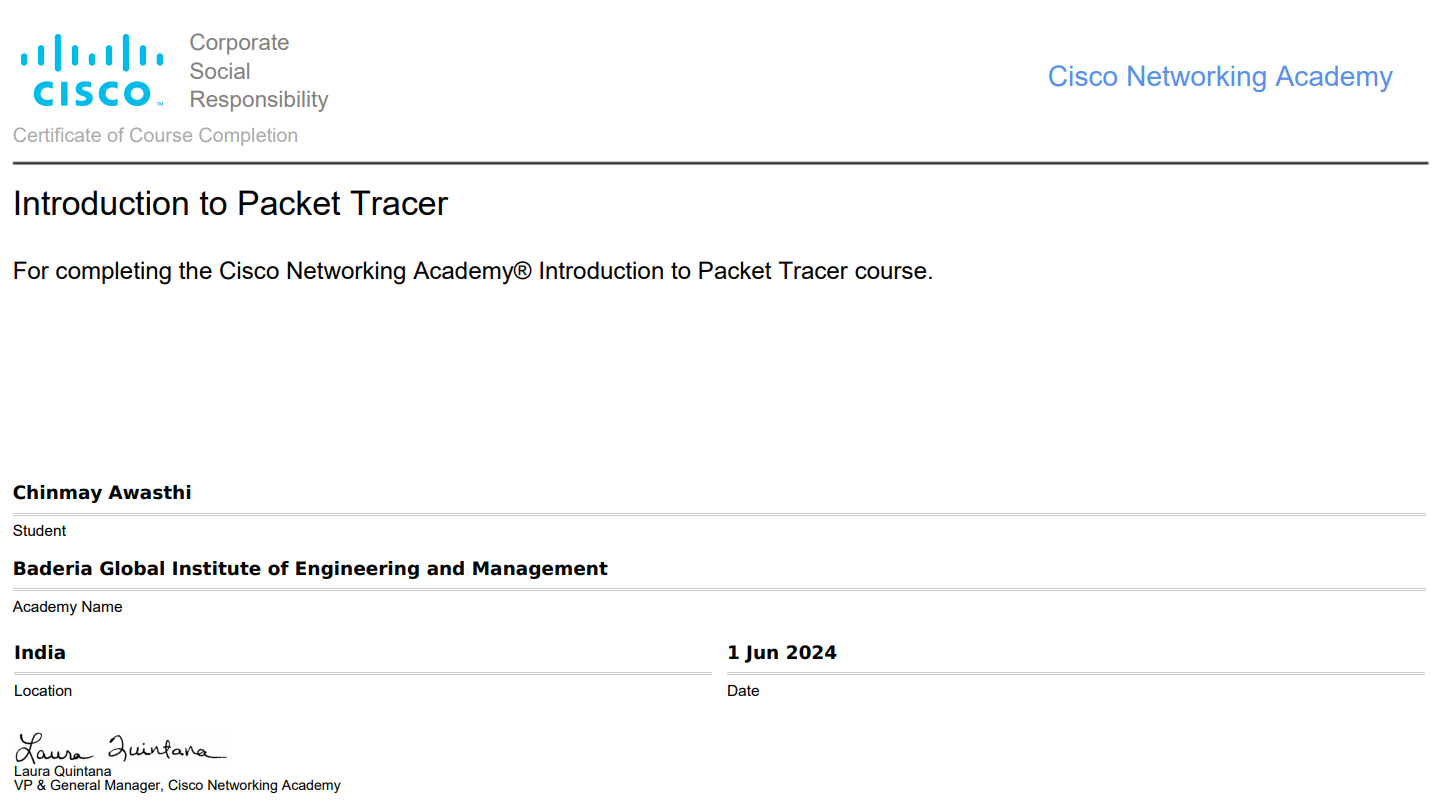 Corporate
Social
Responsibility
CISCO™
Cisco Networking Academy
Certificate of Course Completion
Introduction to Packet Tracer
For completing the Cisco Networking Academy® Introduction to Packet Tracer course.
Chinmay Awasthi
Student
Baderia Global Institute of Engineering and Management
Academy Name
India
1 Jun 2024
Location
Date
Laura Quintana
Laura Quintana
VP & General Manager, Cisco Networking Academy